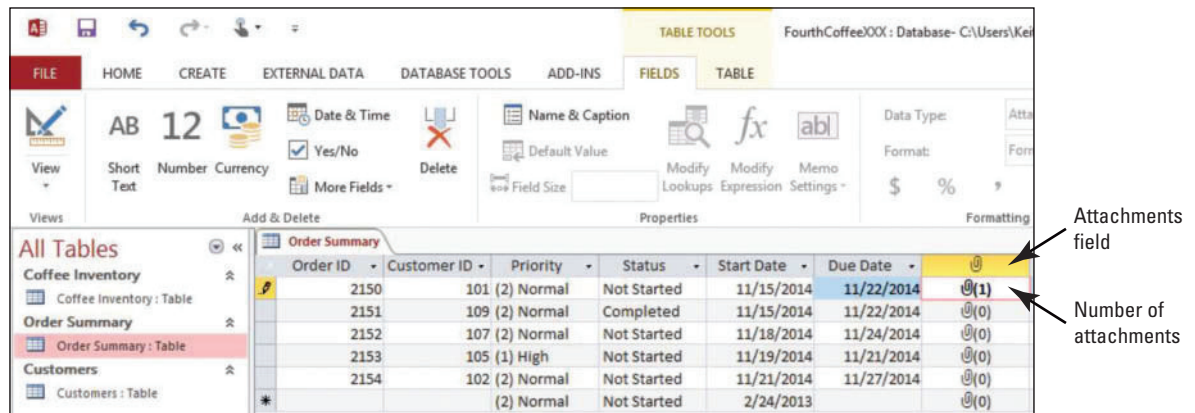 TABLE TOOLS
FourthCoffeeXXX : Database- C:\Users\Kei
FILE HOME CREATE EXTERNAL DATA DATABASE TOOLS ADD-INS FIELDS TABLE
View
Views
AB
Short
Text
12
Number
Currency
Date & Time
Yes/No
More Fields
Delete
Add & Delete
Name & Caption
Default Value
Field Size
Modify
Lookups
fx
Modify
Expression
ab
Memo
Settings
Properties
Data Type: Atta
Format: Form
$ % ,
Formatting
All Tables
Coffee Inventory
Coffee Inventory : Table
Order Summary
Order Summary : Table
Customers
Customers : Table
Order Summary
Order ID Customer ID Priority Status Start Date Due Date
2150 101 (2) Normal Not Started 11/15/2014 11/22/2014 (1)
2151 109 (2) Normal Completed 11/15/2014 11/22/2014 (0)
2152 107 (2) Normal Not Started 11/18/2014 11/24/2014 (0)
2153 105 (1) High Not Started 11/19/2014 11/21/2014 (0)
2154 102 (2) Normal Not Started 11/21/2014 11/27/2014 (0)
* (2) Normal Not Started 2/24/2013 (0)
Attachments
field
Number of
attachments